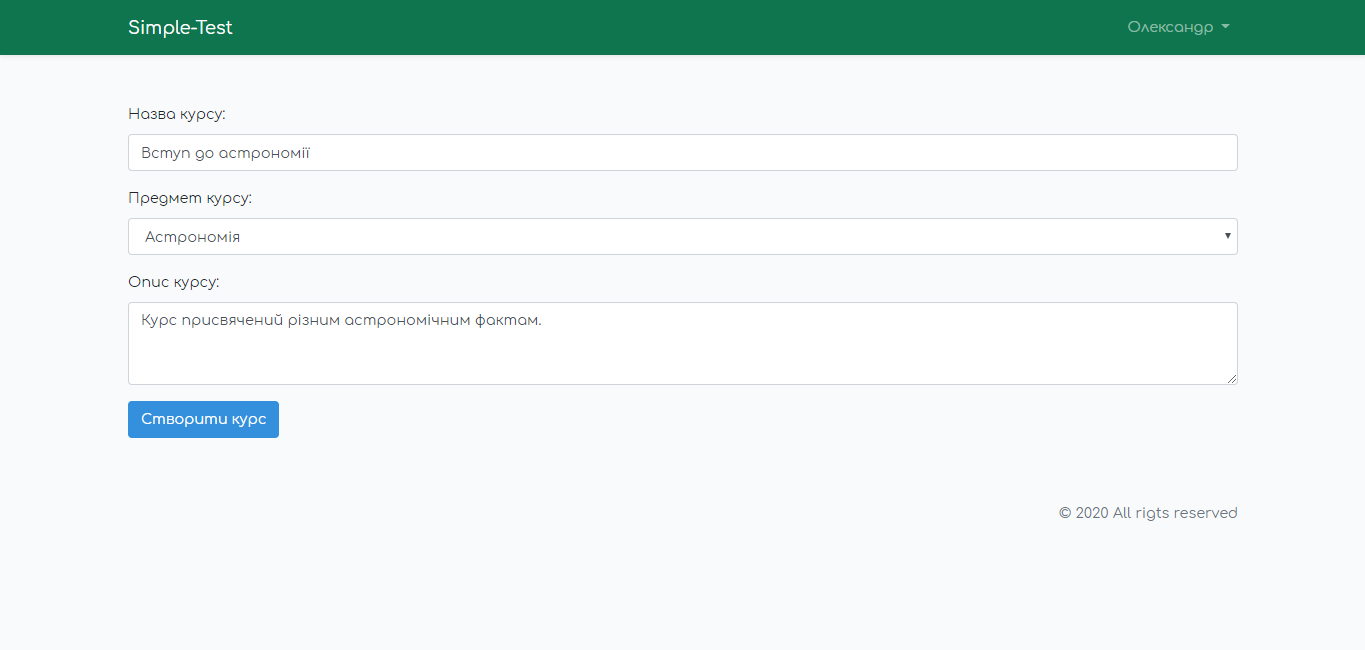 Simple-Test
Олександр
Назва курсу:
Вступ до астрономії
Предмет курсу:
Астрономія
Опис курсу:
Курс присвячений різним астрономічним фактам.
Створити курс
© 2020 All rigts reserved